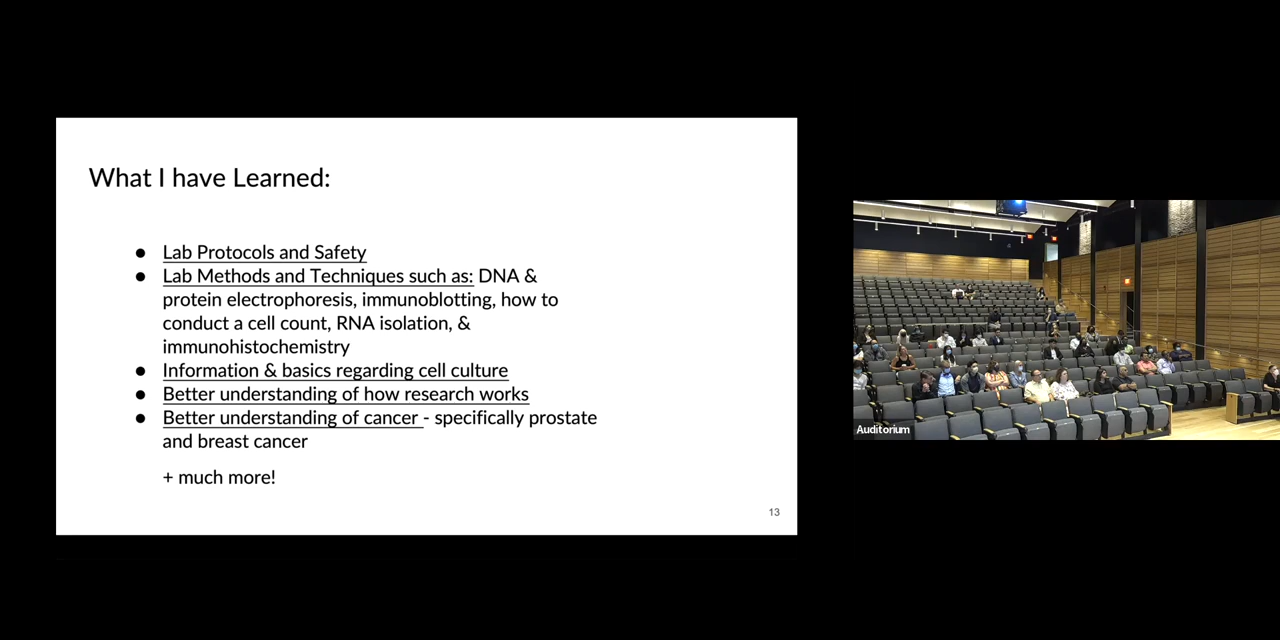 What I have Learned:
● Lab Protocols and Safety
● Lab Methods and Techniques such as: DNA &
protein electrophoresis, immunoblotting, how to
conduct a cell count, RNA isolation, &
immunohistochemistry
● Information & basics regarding cell culture
● Better understanding of how research works
● Better understanding of cancer - specifically prostate
and breast cancer
+ much more!
13
Auditorium